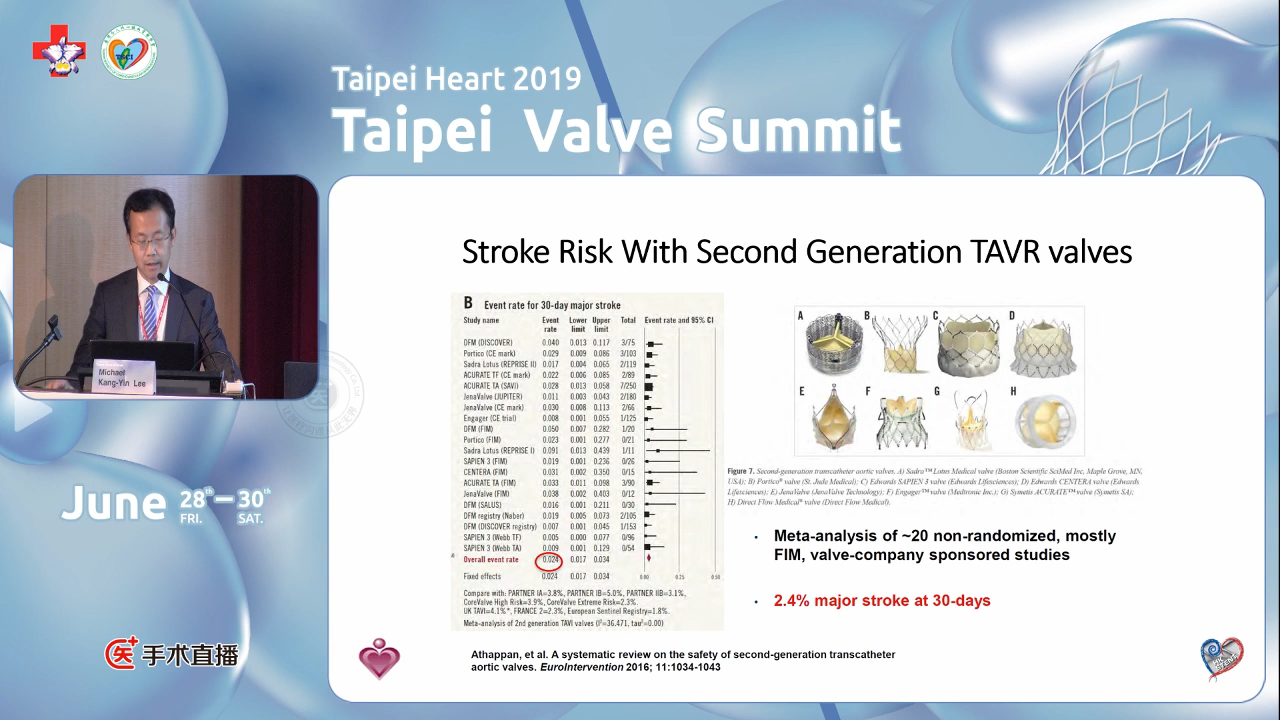 Taipei Heart 2019
Taipei Valve Summit
Michael
Kang-Yin Lee
June 28th – 30th
FRI. SAT.
手术直播
Stroke Risk With Second Generation TAVR valves
B Event rate for 30-day major stroke
Study name Event rate Lower limit Upper limit Total Event rate and 95% CI
DFM (DISCOVER) 0.040 0.013 0.117 3/75
Portico (CE mark) 0.029 0.009 0.086 3/103
Sadra Lotus (REPRISE II) 0.017 0.004 0.065 2/119
ACURATE TF (CE mark) 0.022 0.006 0.085 2/89
ACURATE TA (SAVI) 0.028 0.013 0.058 7/250
JenaValve (JUPITER) 0.011 0.003 0.043 2/180
JenaValve (CE mark) 0.030 0.008 0.113 2/66
Engager (CE trial) 0.008 0.001 0.055 1/125
DFM (FIM) 0.050 0.007 0.282 1/20
Portico (FIM) 0.023 0.001 0.277 0/21
Sadra Lotus (REPRISE I) 0.091 0.013 0.439 1/11
SAPIEN 3 (FIM) 0.019 0.001 0.236 0/26
CENTERA (FIM) 0.031 0.002 0.350 0/15
ACURATE TA (FIM) 0.033 0.011 0.098 3/90
JenaValve (FIM) 0.038 0.002 0.403 0/12
DFM (SALUS) 0.016 0.001 0.211 0/30
DFM registry (Naber) 0.019 0.005 0.073 2/105
DFM (DISCOVER registry) 0.007 0.001 0.045 1/153
SAPIEN 3 (Webb TF) 0.005 0.000 0.077 0/96
SAPIEN 3 (Webb TA) 0.009 0.001 0.129 0/54
Overall event rate 0.024 0.017 0.034
Fixed effects 0.024 0.017 0.034
0.00 0.25 0.50
Compare with: PARTNER IA=3.8%, PARTNER IB=5.0%, PARTNER IIB=3.1%,
CoreValve High Risk=3.9%, CoreValve Extreme Risk=2.3%.
UK TAVI=4.1%*, FRANCE 2=2.3%, European Sentinel Registry=1.8%.
Meta-analysis of 2nd generation TAVI valves (I²=36.471, tau²=0.00)
A B C D
E F G H
Figure 7. Second-generation transcatheter aortic valves. A) Sadra™ Lotus Medical valve (Boston Scientific SciMed Inc, Maple Grove, MN,
USA); B) Portico® valve (St. Jude Medical); C) Edwards SAPIEN 3 valve (Edwards Lifesciences); D) Edwards CENTERA valve (Edwards
Lifesciences); E) JenaValve (JenaValve Technology); F) Engager™ valve (Medtronic Inc.); G) Symetis ACURATE™ valve (Symetis SA);
H) Direct Flow Medical® valve (Direct Flow Medical).
• Meta-analysis of ~20 non-randomized, mostly
FIM, valve-company sponsored studies
• 2.4% major stroke at 30-days
Athappan, et al. A systematic review on the safety of second-generation transcatheter
aortic valves. EuroIntervention 2016; 11:1034-1043